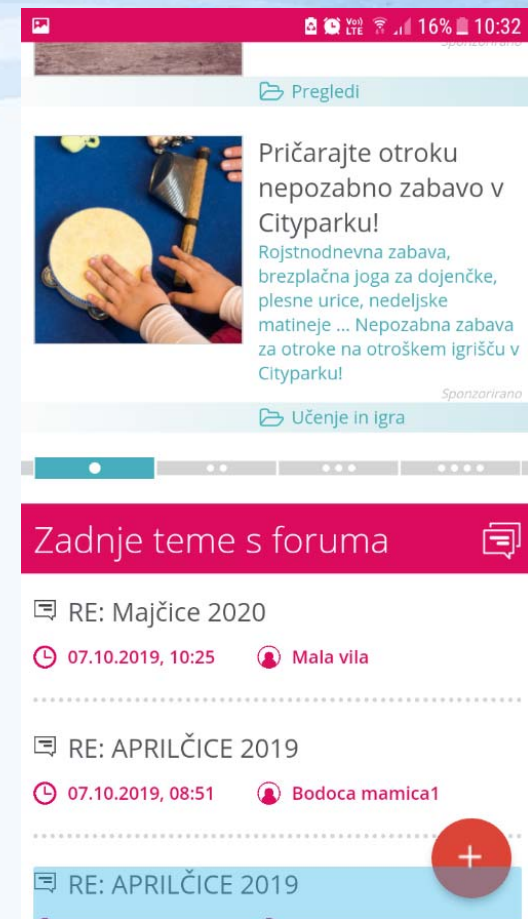 Vo))
LTE
16%
10:32
Sponzorirano
Pregledi
Pričarajte otroku
nepozabno zabavo v
Cityparku!
Rojstnodnevna zabava,
brezplačna joga za dojenčke,
plesne urice, nedeljske
matineje ... Nepozabna zabava
za otroke na otroškem igrišču v
Cityparku!
Sponzorirano
Učenje in igra
Zadnje teme s foruma
RE: Majčice 2020
07.10.2019, 10:25 Mala vila
RE: APRILČICE 2019
07.10.2019, 08:51 Bodoca mamica1
RE: APRILČICE 2019